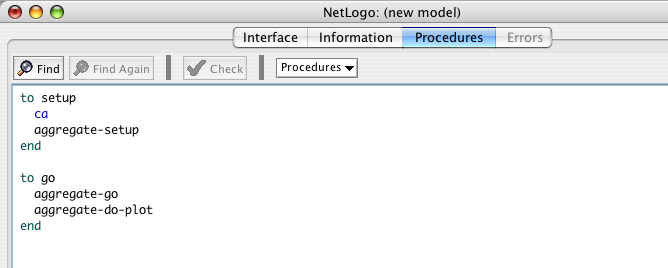 NetLogo: (new model)
Interface Information Procedures Errors
Find Find Again Check Procedures
to setup
  ca
  aggregate-setup
end

to go
  aggregate-go
  aggregate-do-plot
end